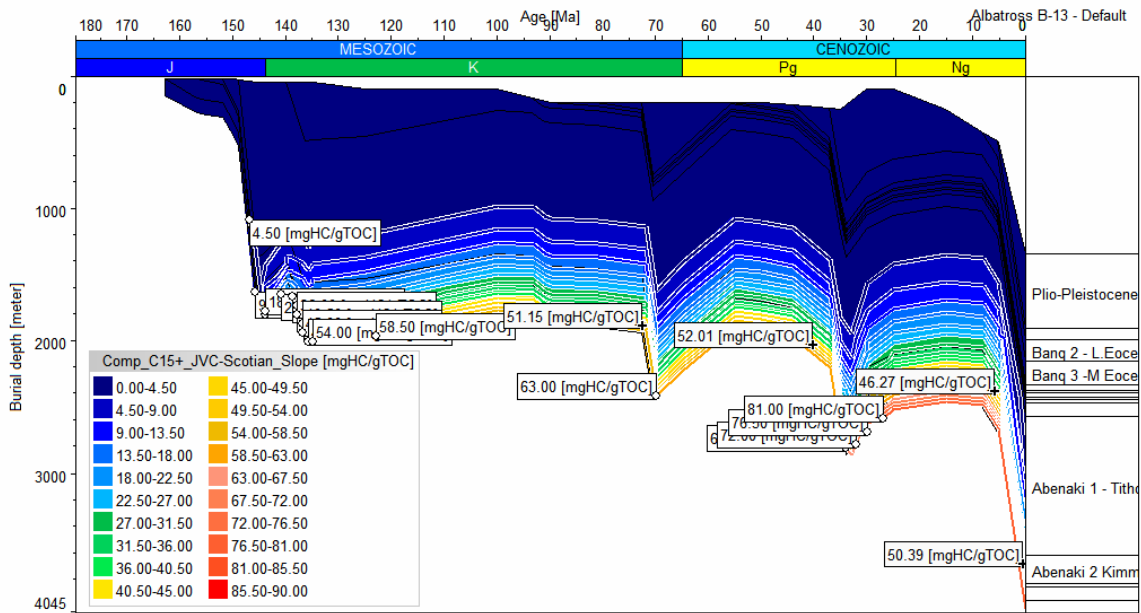 Age [Ma]
Albatross B-13 - Default
180 160 150 140 130 120 110 100 90 80 70 60 50 40 30 20 10 0
MESOZOIC CENOZOIC
J K Pg Ng
0
1000
2000
3000
4045
Burial depth [meter]
4.50 [mgHC/gTOC]
54.00 [mgHC/gTOC]
58.50 [mgHC/gTOC]
51.15 [mgHC/gTOC]
63.00 [mgHC/gTOC]
52.01 [mgHC/gTOC]
46.27 [mgHC/gTOC]
81.00 [mgHC/gTOC]
50.39 [mgHC/gTOC]
Plio-Pleistocene
Banq 2 - L.Eoce
Banq 3 -M Eoce
Abenaki 1 - Titho
Abenaki 2 Kimm
Comp_C15+_JVC-Scotian_Slope [mgHC/gTOC]
0.00-4.50 45.00-49.50
4.50-9.00 49.50-54.00
9.00-13.50 54.00-58.50
13.50-18.00 58.50-63.00
18.00-22.50 63.00-67.50
22.50-27.00 67.50-72.00
27.00-31.50 72.00-76.50
31.50-36.00 76.50-81.00
36.00-40.50 81.00-85.50
40.50-45.00 85.50-90.00